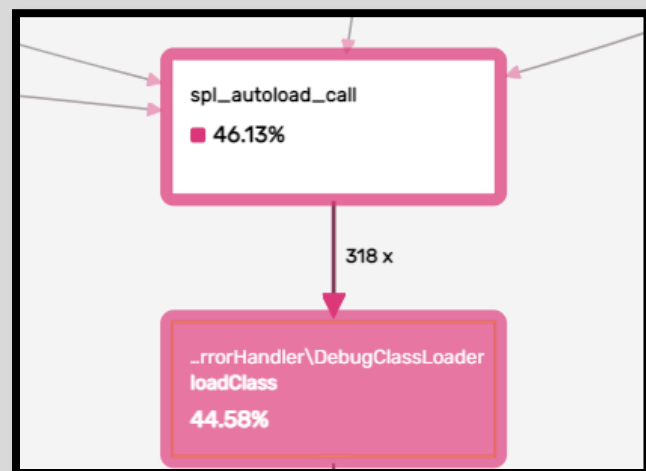 spl_autoload_call
46.13%
318 x
…rrorHandler\DebugClassLoader
loadClass
44.58%